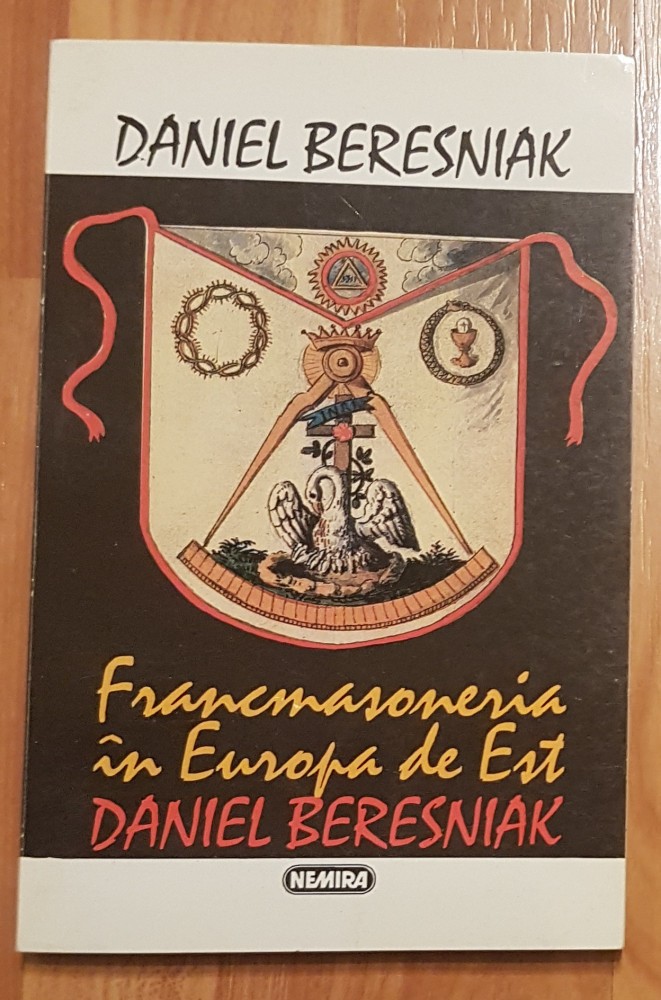 DANIEL BERESNIAK
INRI
Francmasoneria
în Europa de Est
DANIEL BERESNIAK
NEMIRA